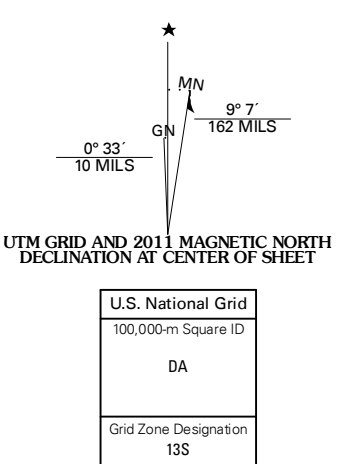 ★
MN
9° 7´
162 MILS
GN
0° 33´
10 MILS
UTM GRID AND 2011 MAGNETIC NORTH
DECLINATION AT CENTER OF SHEET
U.S. National Grid
100,000-m Square ID
DA
Grid Zone Designation
13S